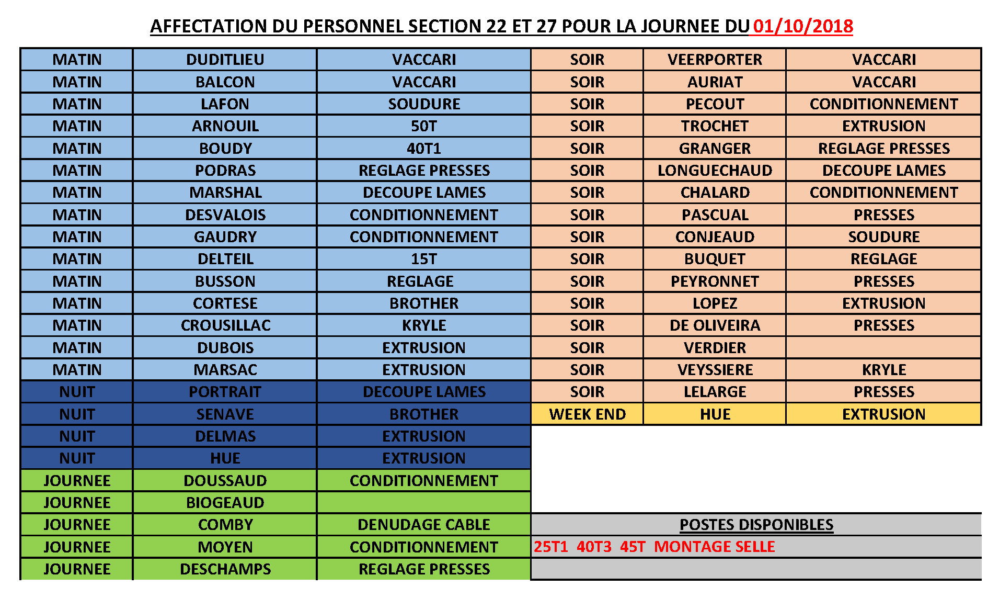 AFFECTATION DU PERSONNEL SECTION 22 ET 27 POUR LA JOURNEE DU 01/10/2018
MATIN DUDITLIEU VACCARI SOIR VEERPORTER VACCARI
MATIN BALCON VACCARI SOIR AURIAT VACCARI
MATIN LAFON SOUDURE SOIR PECOUT CONDITIONNEMENT
MATIN ARNOUIL 50T SOIR TROCHET EXTRUSION
MATIN BOUDY 40T1 SOIR GRANGER REGLAGE PRESSES
MATIN PODRAS REGLAGE PRESSES SOIR LONGUECHAUD DECOUPE LAMES
MATIN MARSHAL DECOUPE LAMES SOIR CHALARD CONDITIONNEMENT
MATIN DESVALOIS CONDITIONNEMENT SOIR PASCUAL PRESSES
MATIN GAUDRY CONDITIONNEMENT SOIR CONJEAUD SOUDURE
MATIN DELTEIL 15T SOIR BUQUET REGLAGE
MATIN BUSSON REGLAGE SOIR PEYRONNET PRESSES
MATIN CORTESE BROTHER SOIR LOPEZ EXTRUSION
MATIN CROUSILLAC KRYLE SOIR DE OLIVEIRA PRESSES
MATIN DUBOIS EXTRUSION SOIR VERDIER
MATIN MARSAC EXTRUSION SOIR VEYSSIERE KRYLE
NUIT PORTRAIT DECOUPE LAMES SOIR LELARGE PRESSES
NUIT SENAVE BROTHER WEEK END HUE EXTRUSION
NUIT DELMAS EXTRUSION
NUIT HUE EXTRUSION
JOURNEE DOUSSAUD CONDITIONNEMENT
JOURNEE BIOGEAUD
JOURNEE COMBY DENUDAGE CABLE POSTES DISPONIBLES
JOURNEE MOYEN CONDITIONNEMENT 25T1 40T3 45T MONTAGE SELLE
JOURNEE DESCHAMPS REGLAGE PRESSES